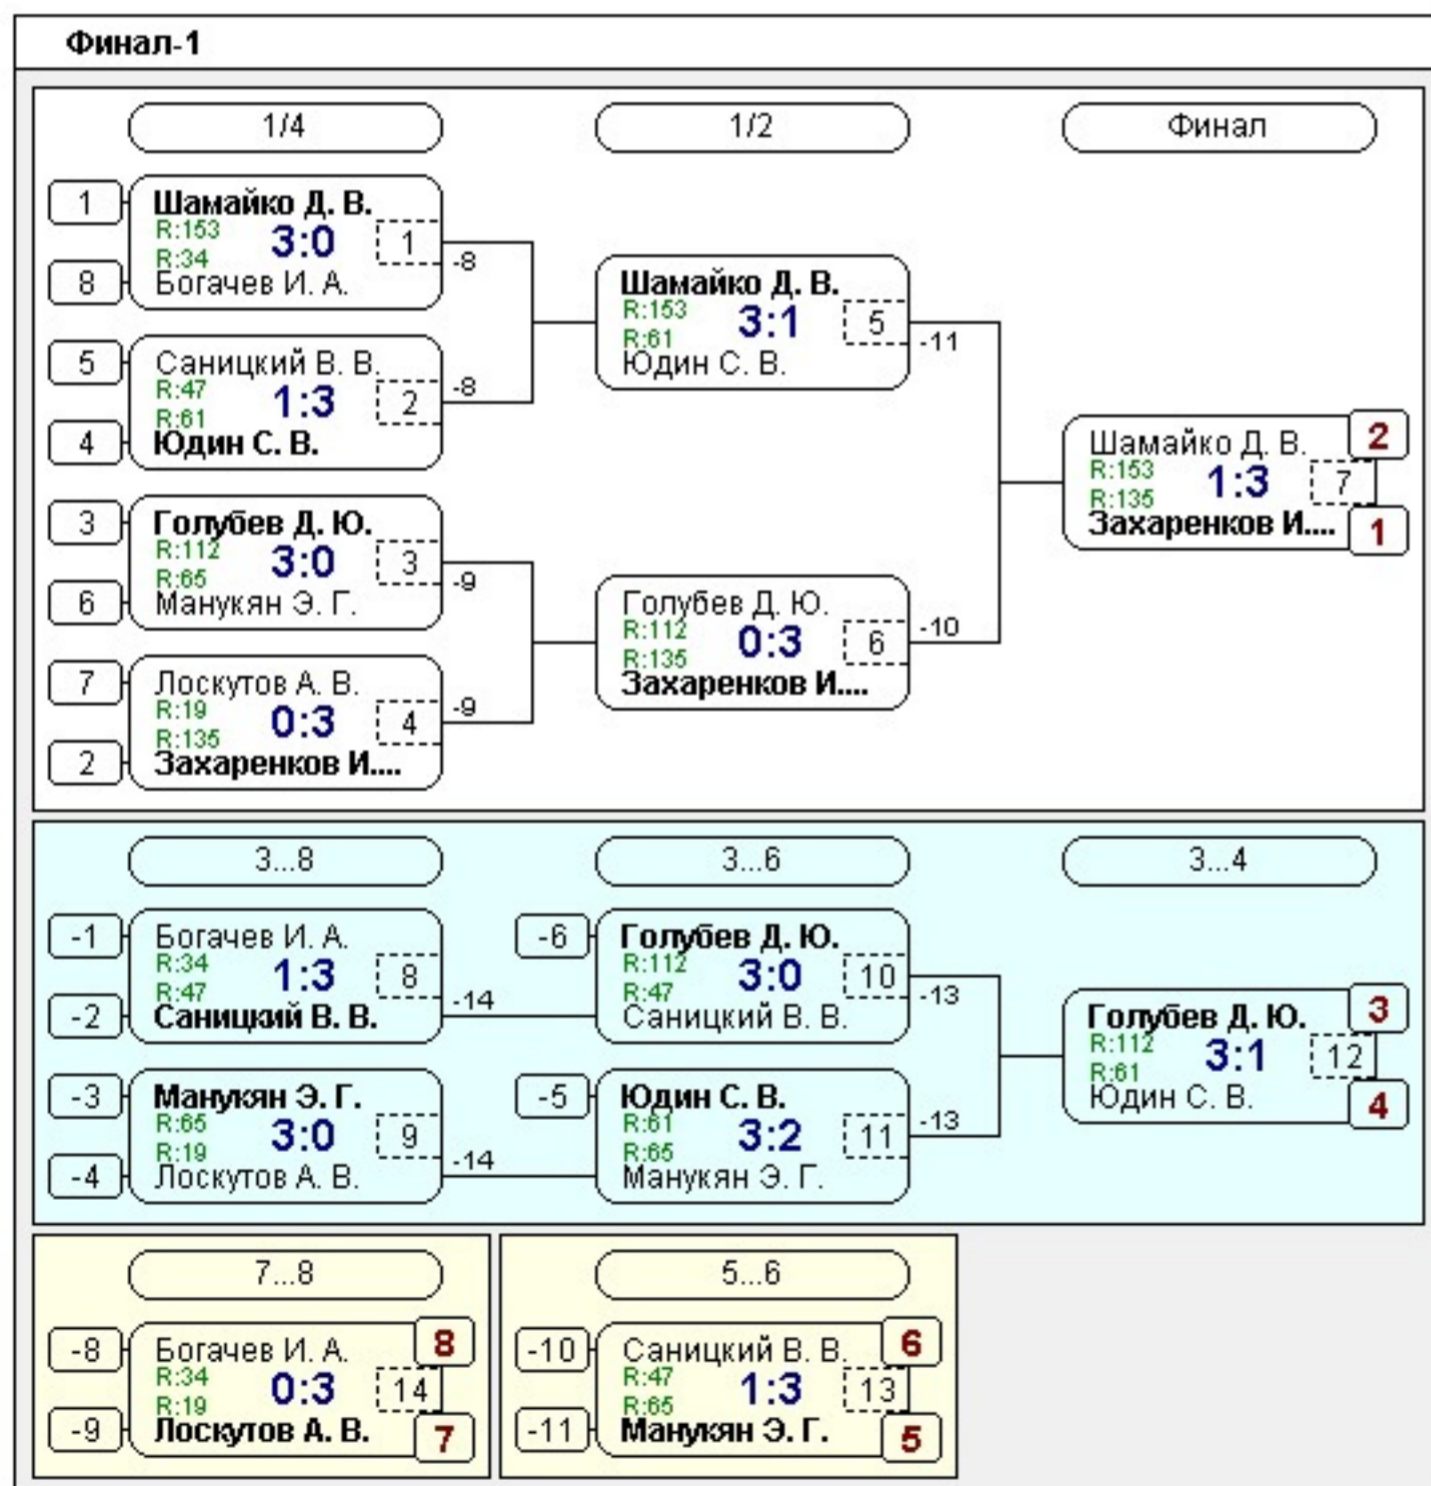 Финал-1
1/4
1/2
Финал
1
Шамайко Д. В.
R:153
3:0
1
R:34
8
Богачев И. А.
-8
5
Саницкий В. В.
R:47
1:3
2
R:61
4
Юдин С. В.
-8
3
Голубев Д. Ю.
R:112
3:0
3
R:65
6
Манукян Э. Г.
-9
7
Лоскутов А. В.
R:19
0:3
4
R:135
2
Захаренков И....
-9
Шамайко Д. В.
R:153
3:1
5
R:61
Юдин С. В.
-11
Голубев Д. Ю.
R:112
0:3
6
R:135
Захаренков И....
-10
Шамайко Д. В.
2
R:153
1:3
7
R:135
Захаренков И....
1
3...8
3...6
3...4
-1
Богачев И. А.
R:34
1:3
8
R:47
-2
Саницкий В. В.
-14
-3
Манукян Э. Г.
R:65
3:0
9
R:19
-4
Лоскутов А. В.
-14
-6
Голубев Д. Ю.
R:112
3:0
10
R:47
Саницкий В. В.
-13
-5
Юдин С. В.
R:61
3:2
11
R:65
Манукян Э. Г.
-13
Голубев Д. Ю.
3
R:112
3:1
12
R:61
Юдин С. В.
4
7...8
-8
Богачев И. А.
8
R:34
0:3
14
R:19
-9
Лоскутов А. В.
7
5...6
-10
Саницкий В. В.
6
R:47
1:3
13
R:65
-11
Манукян Э. Г.
5